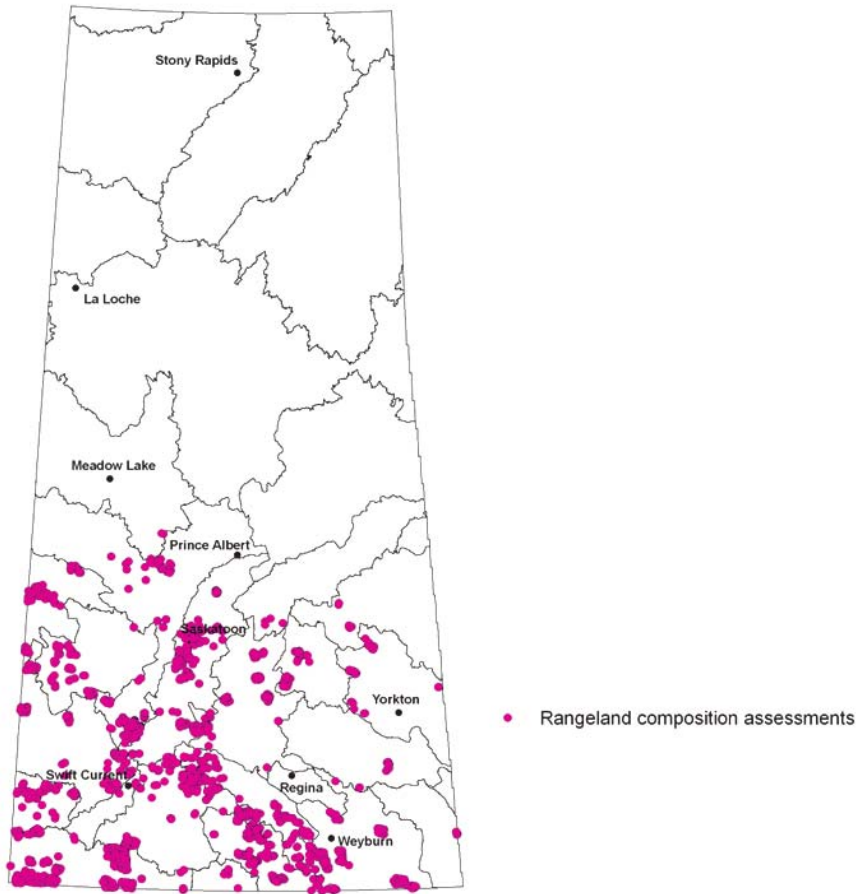 Stony Rapids
La Loche
Meadow Lake
Prince Albert
Saskatoon
Yorkton
Rangeland composition assessments
Swift Current
Regina
Weyburn